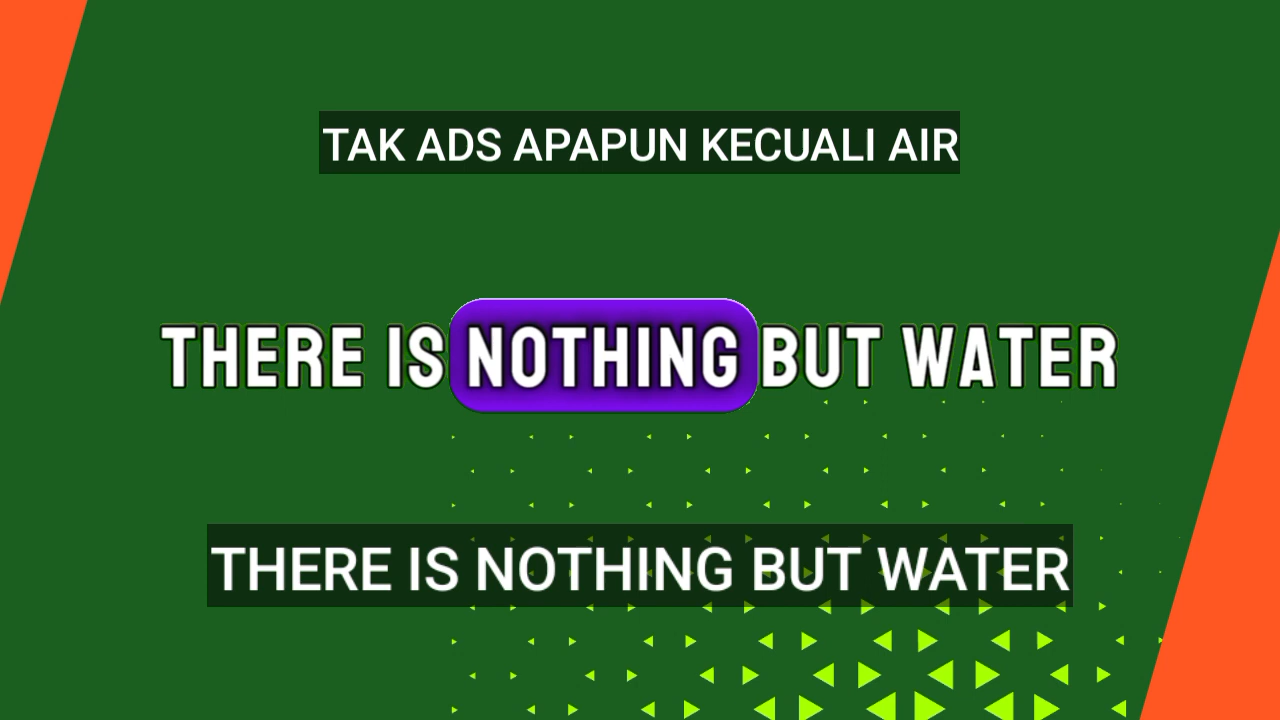 TAK ADS APAPUN KECUALI AIR
THERE IS NOTHING BUT WATER
THERE IS NOTHING BUT WATER